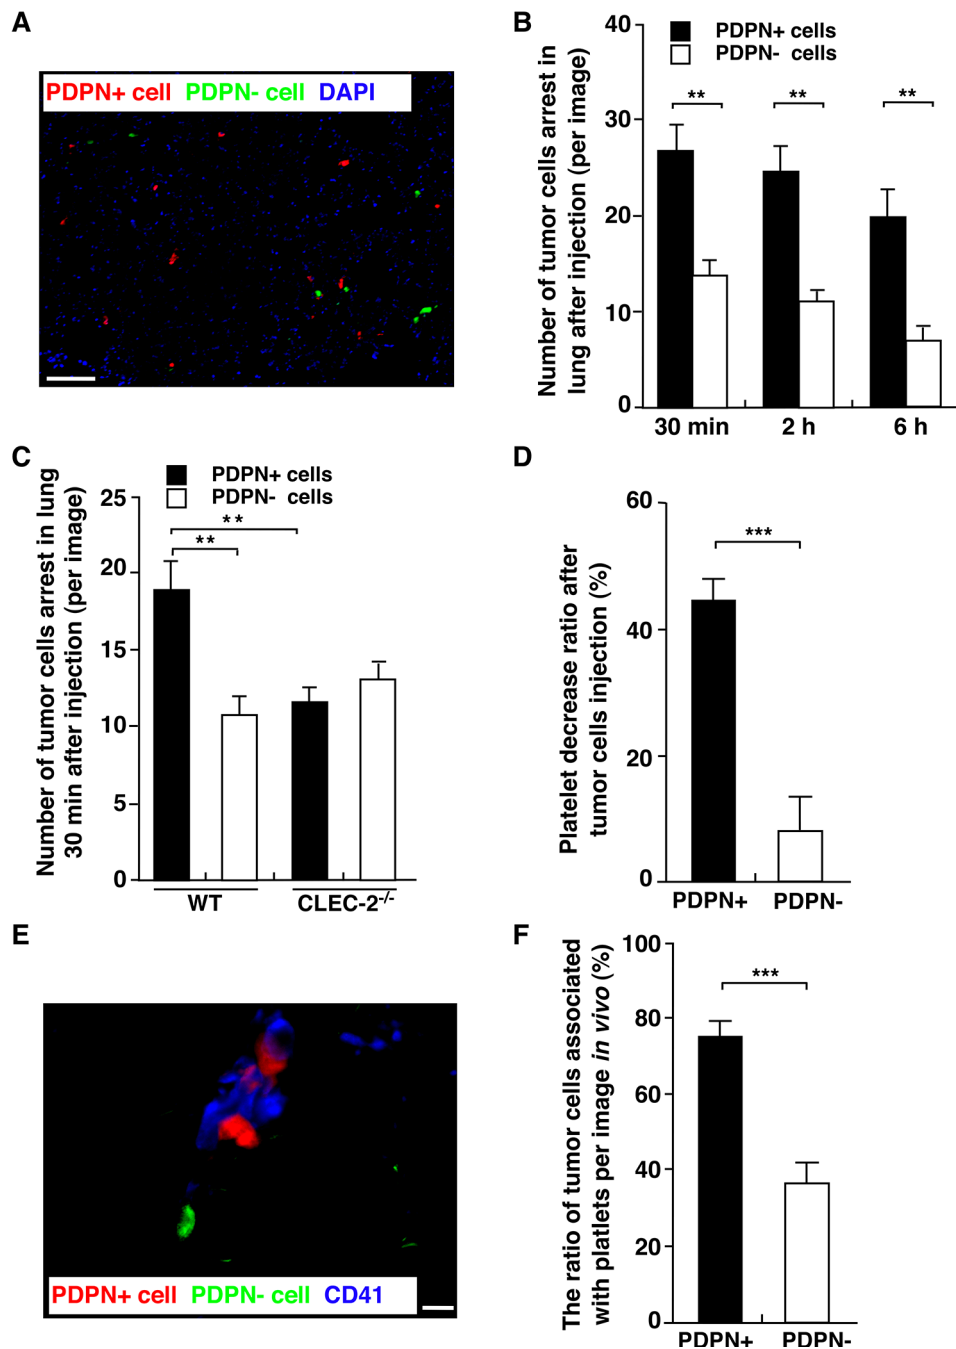 A
PDPN+ cell PDPN- cell DAPI
B
PDPN+ cells
PDPN- cells
Number of tumor cells arrest in
lung after injection (per image)
40
30
20
10
0
** ** **
30 min 2 h 6 h
C
PDPN+ cells
PDPN- cells
Number of tumor cells arrest in lung
30 min after injection (per image)
25
20
15
10
5
0
**
**
WT CLEC-2-/-
D
Platelet decrease ratio after
tumor cells injection (%)
60
40
20
0
***
PDPN+ PDPN-
E
PDPN+ cell PDPN- cell CD41
F
The ratio of tumor cells associated
with platlets per image in vivo (%)
100
80
60
40
20
0
***
PDPN+ PDPN-